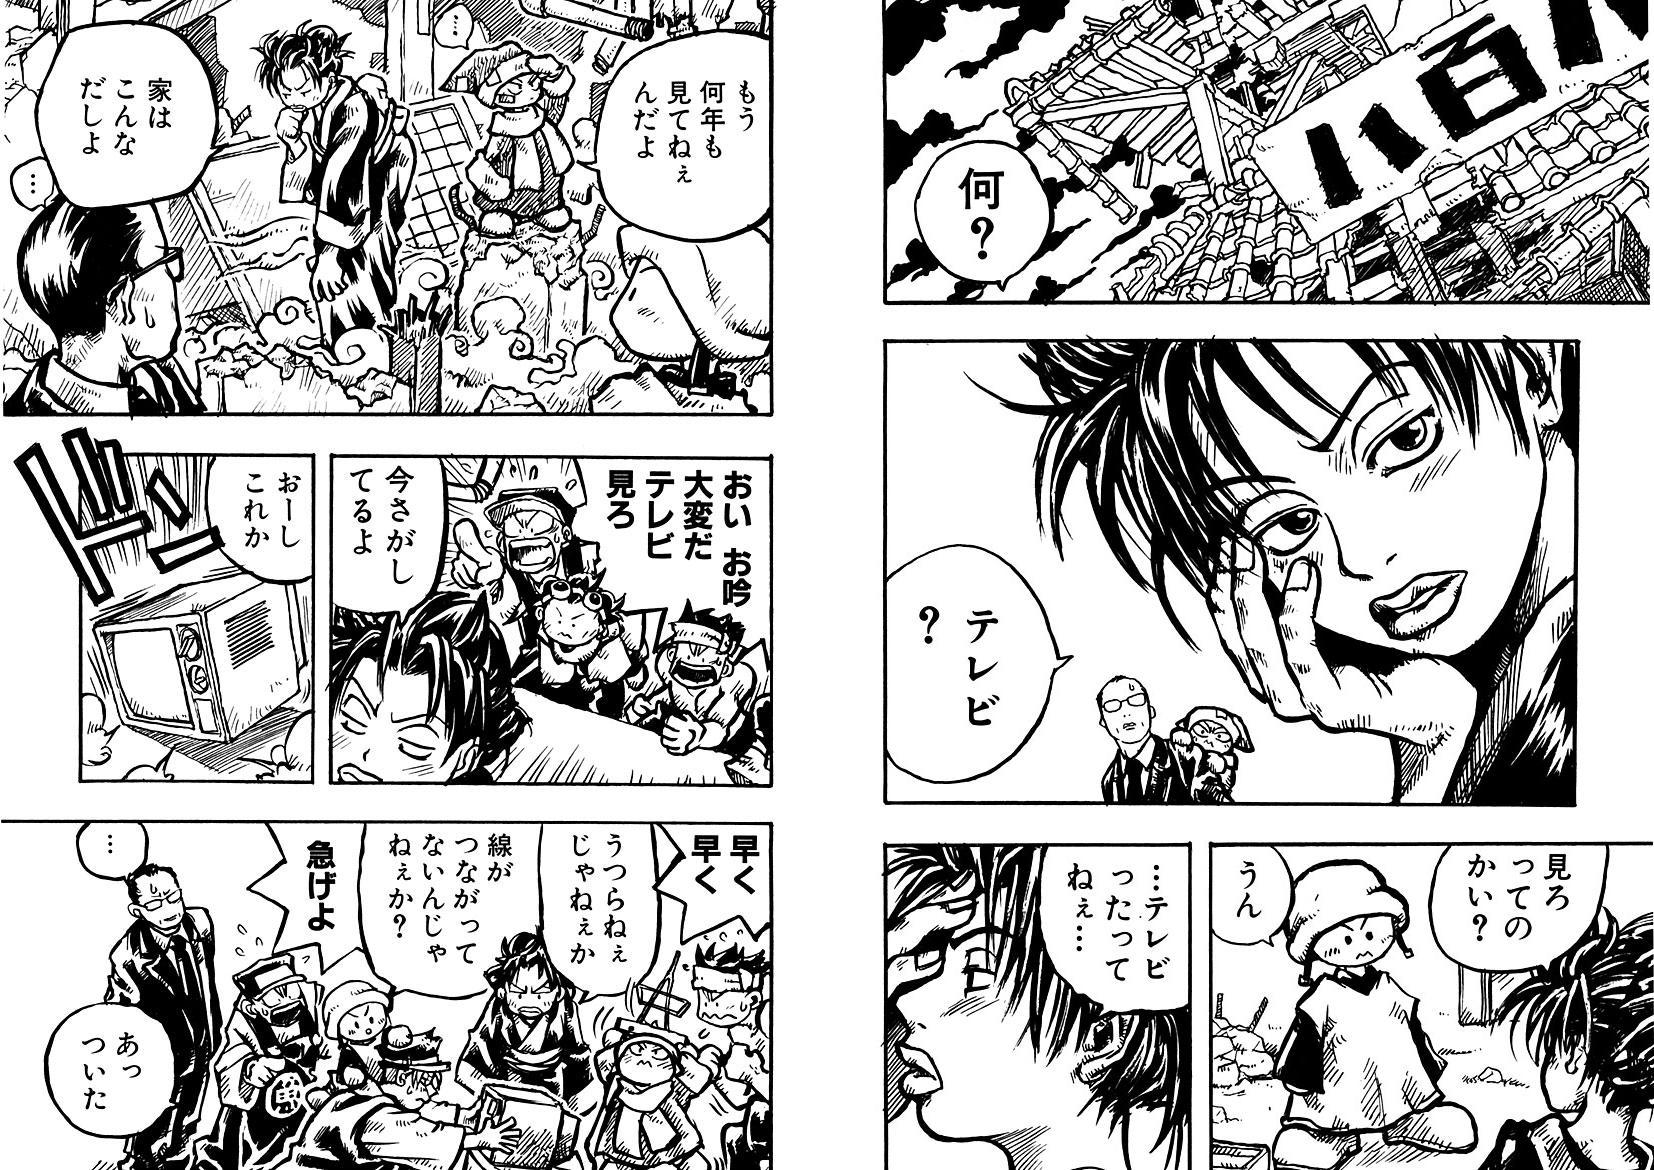 八百八
何?
テレビ
?
見ろ
っての
かい?
うん
…テレビ
ったって
ねぇ…
もう
何年も
見てねぇ
んだよ
…
家は
こんな
だしょ
…
おい お吟
大変だ
テレビ
見ろ
今さがし
てるよ
おーし
これか
ドン
早く
早く
うつらねぇ
じゃねぇか
線が
つながって
ないんじゃ
ねぇか?
急げよ
…
あっ
ついた